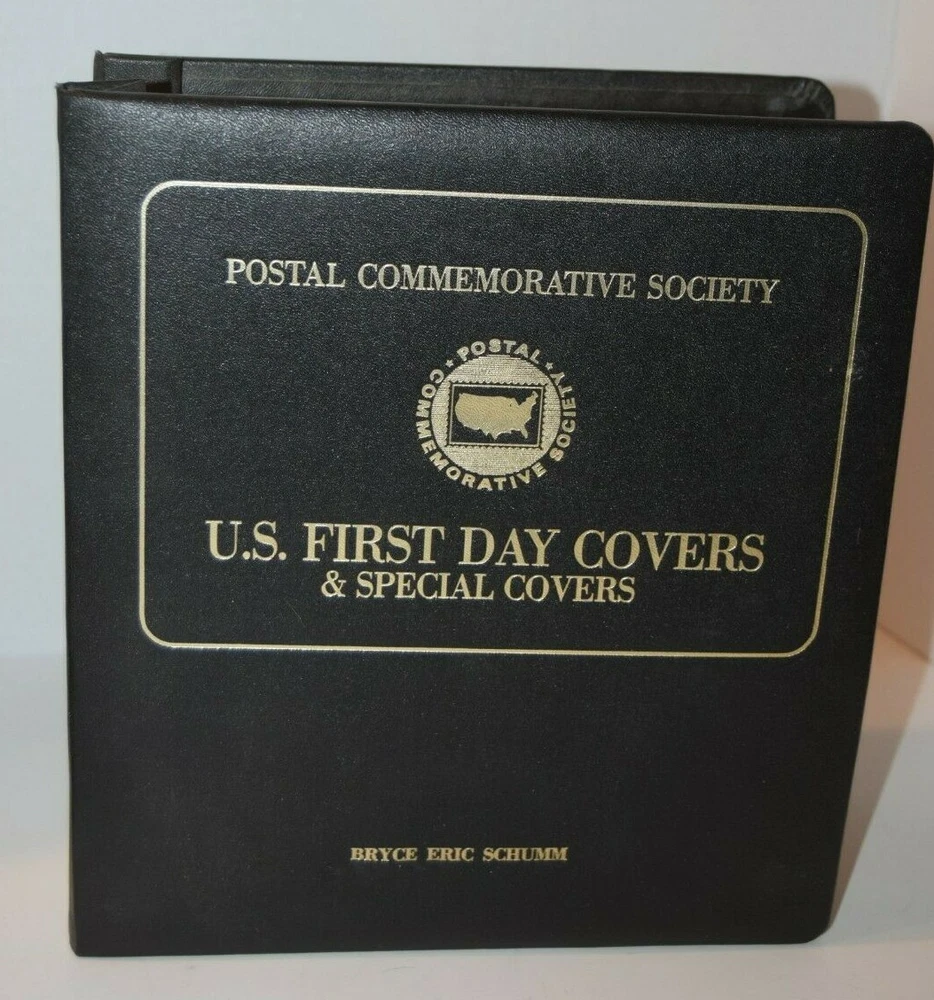 POSTAL COMMEMORATIVE SOCIETY
★ POSTAL ★
COMMEMORATIVE SOCIETY
U.S. FIRST DAY COVERS
& SPECIAL COVERS
BRYCE ERIC SCHUMM